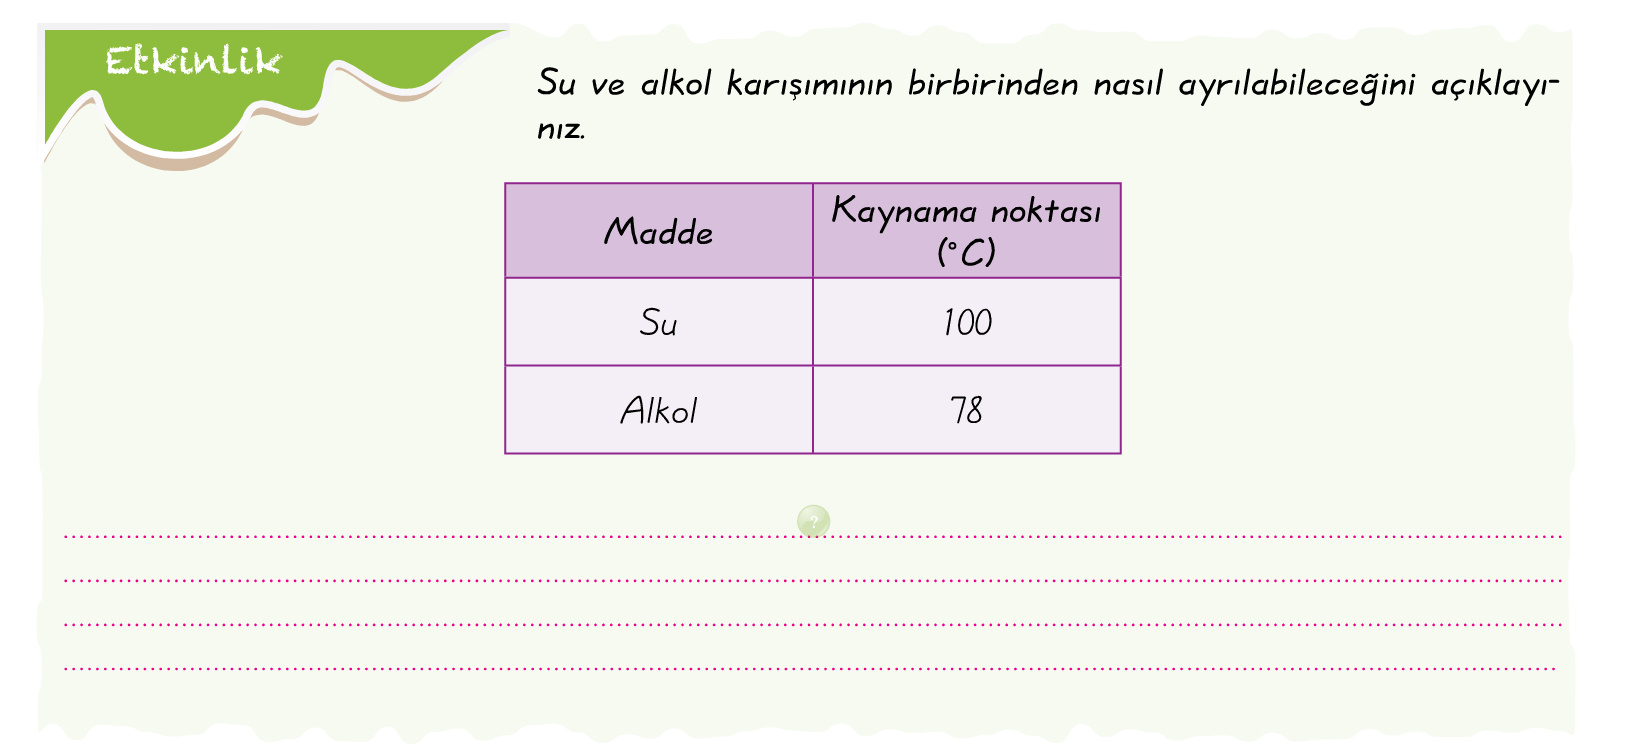 Etkinlik
Su ve alkol karışımının birbirinden nasıl ayrılabileceğini açıklayı-
nız.
Madde
Kaynama noktası
(°C)
Su
100
Alkol
78
?